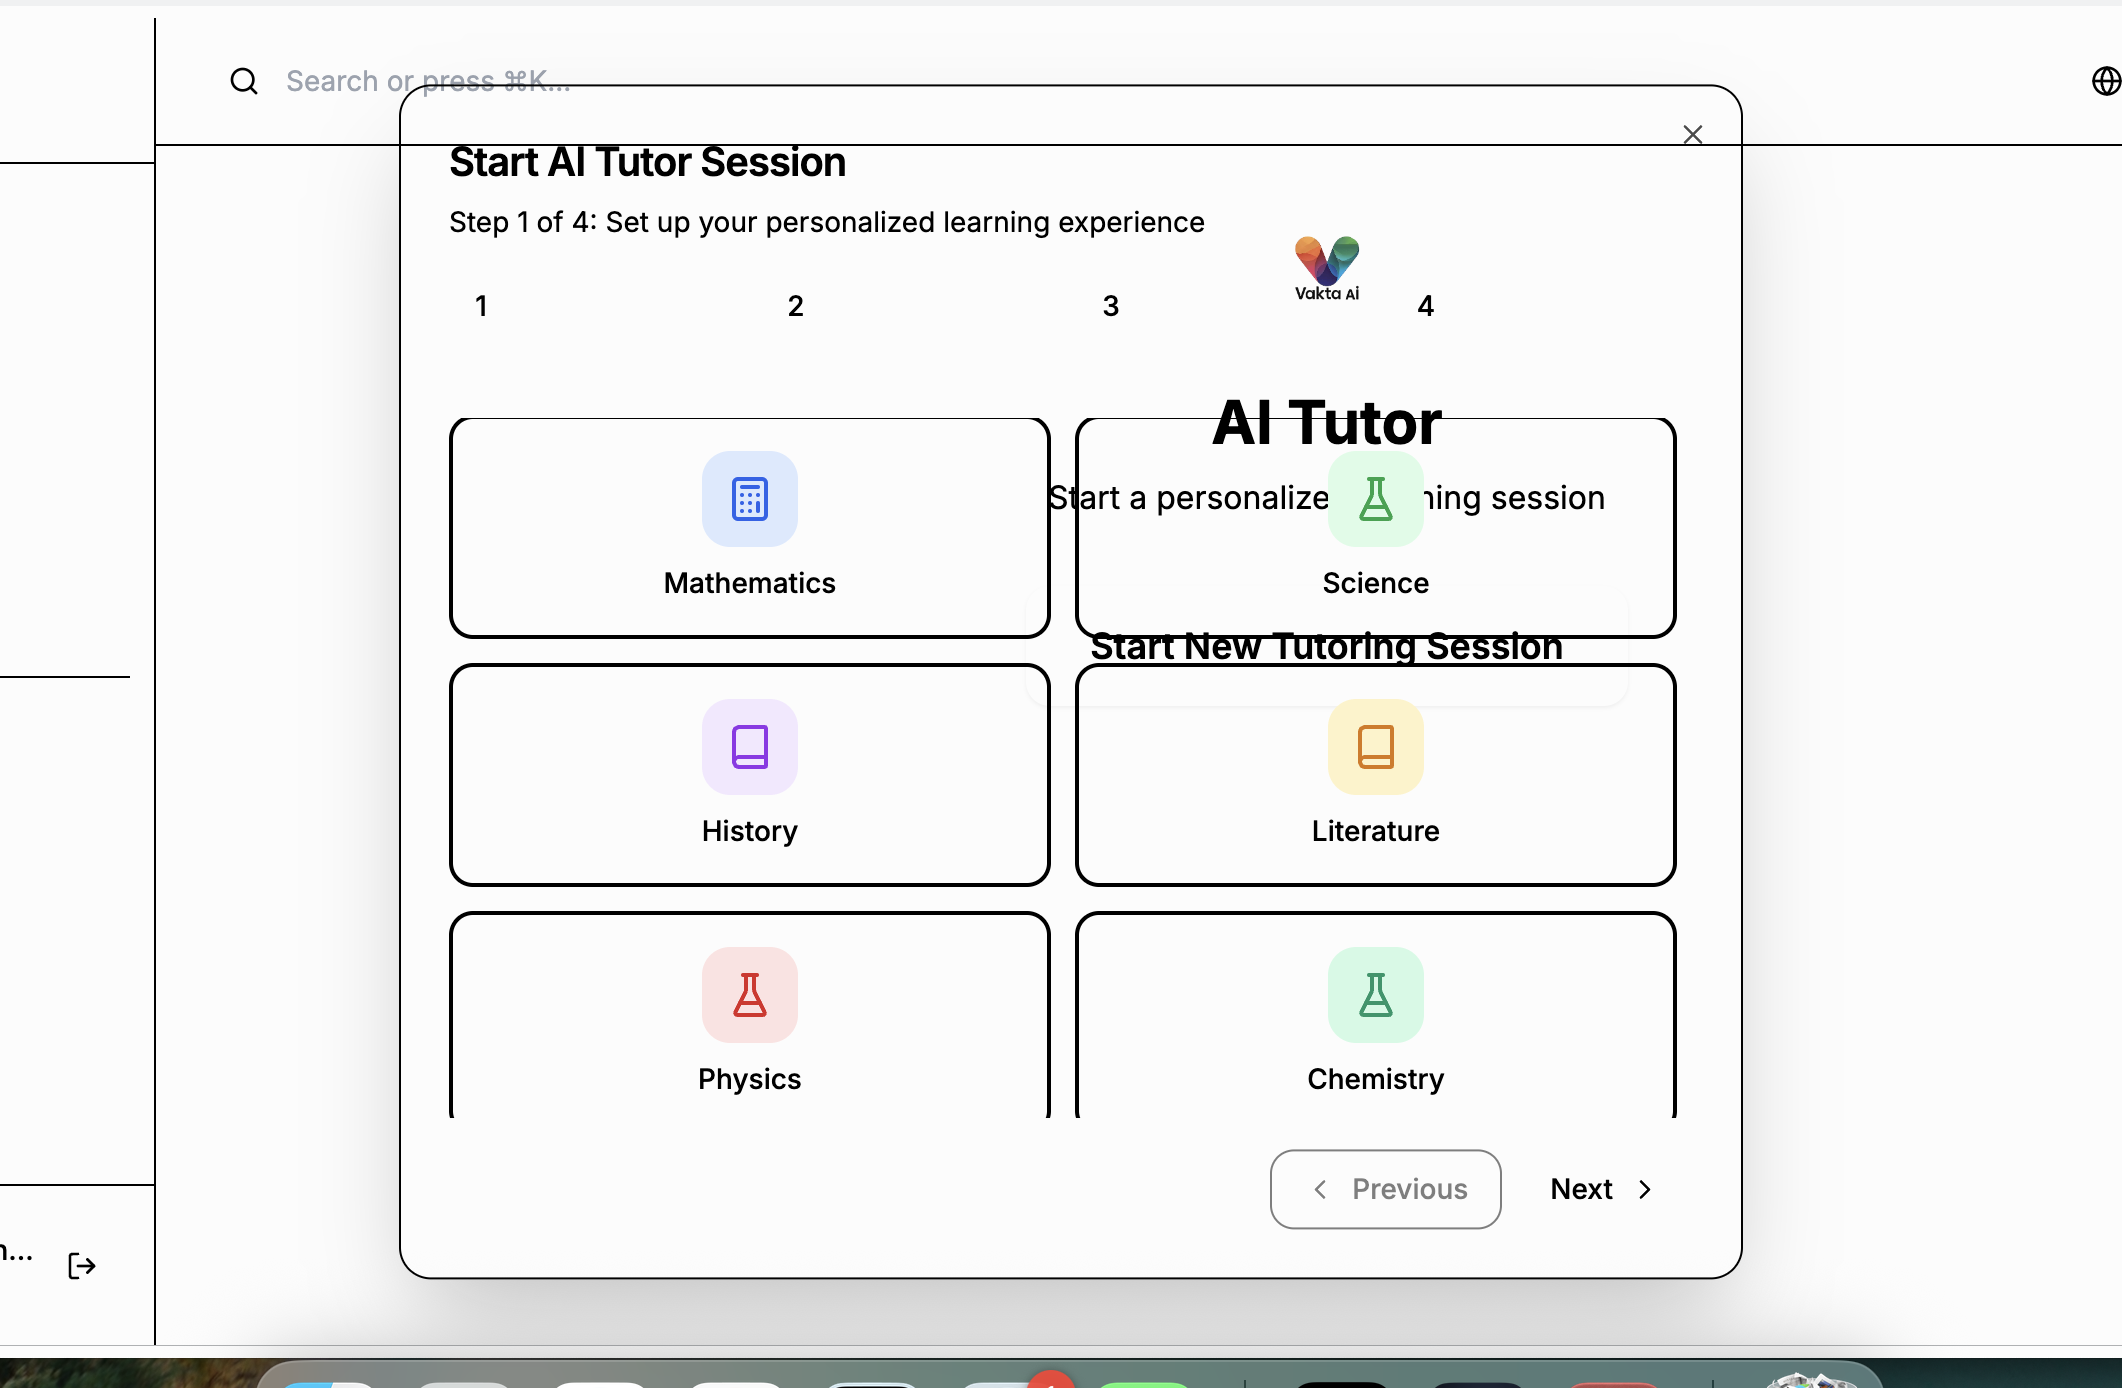 Search or press ⌘K...
Start AI Tutor Session
Step 1 of 4: Set up your personalized learning experience
Vakta Ai
1 2 3 4
AI Tutor
Start a personalize ning session
Mathematics
Science
Start New Tutoring Session
History
Literature
Physics
Chemistry
Previous
Next
...